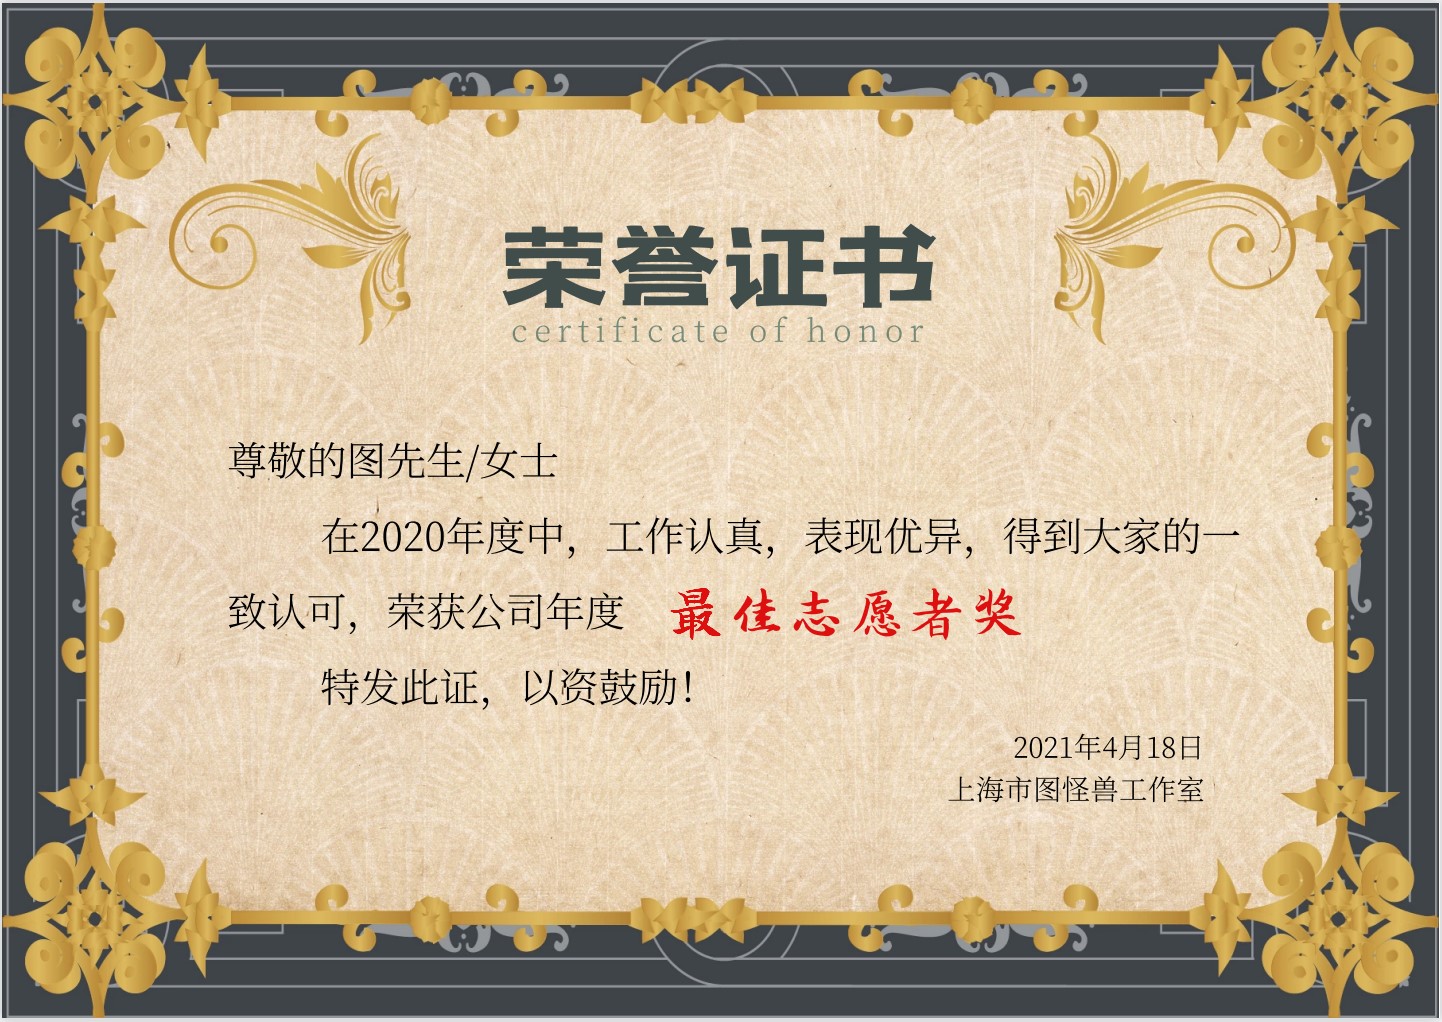 荣誉证书
certificate of honor
尊敬的图先生/女士
在2020年度中，工作认真，表现优异，得到大家的一
致认可，荣获公司年度 最佳志愿者奖
特发此证，以资鼓励！
2021年4月18日
上海市图怪兽工作室